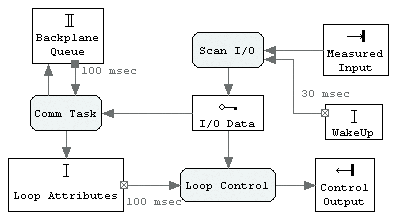 Backplane
Queue
Scan I/O
Measured
Input
100 msec
30 msec
Comm Task
I/O Data
WakeUp
Loop Attributes
100 msec
Loop Control
Control
Output